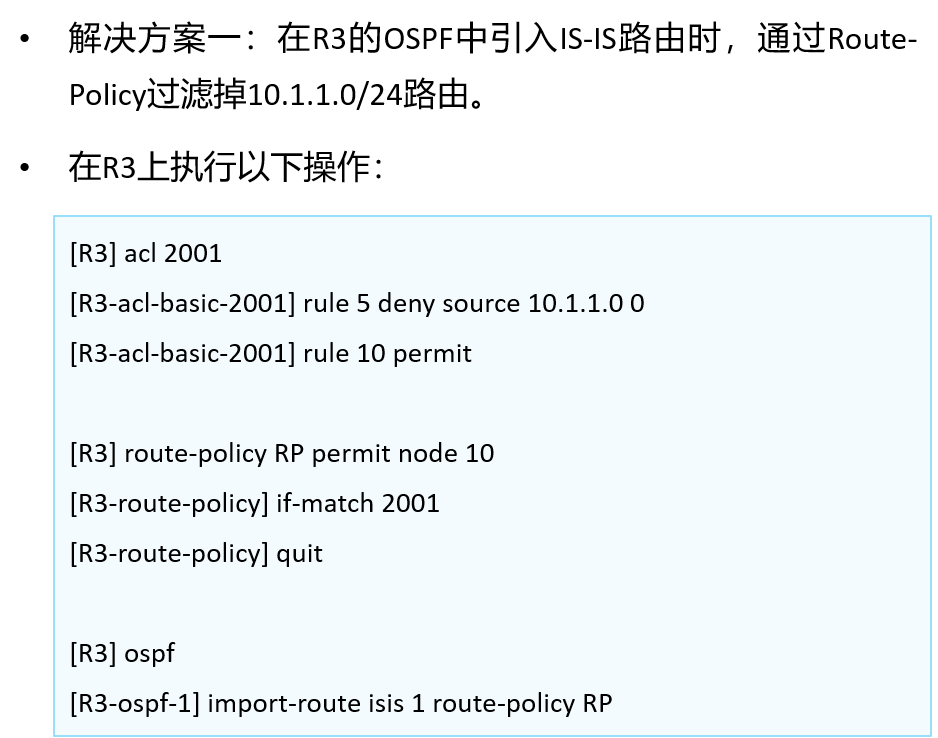 • 解决方案一：在R3的OSPF中引入IS-IS路由时，通过Route-
Policy过滤掉10.1.1.0/24路由。
• 在R3上执行以下操作：
[R3] acl 2001
[R3-acl-basic-2001] rule 5 deny source 10.1.1.0 0
[R3-acl-basic-2001] rule 10 permit
[R3] route-policy RP permit node 10
[R3-route-policy] if-match 2001
[R3-route-policy] quit
[R3] ospf
[R3-ospf-1] import-route isis 1 route-policy RP